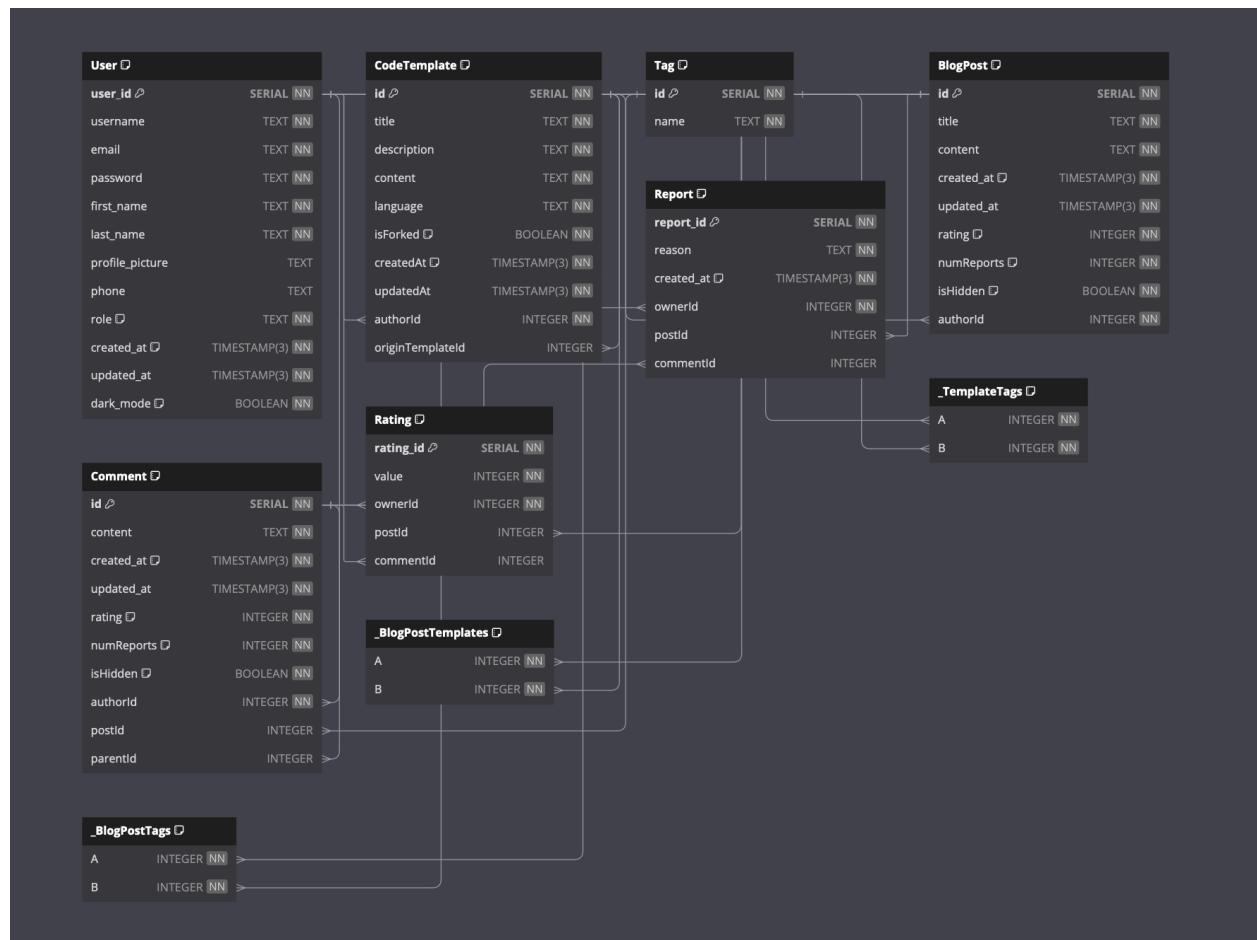 User
user_id SERIAL NN
username TEXT NN
email TEXT NN
password TEXT NN
first_name TEXT NN
last_name TEXT NN
profile_picture TEXT
phone TEXT
role TEXT NN
created_at TIMESTAMP(3) NN
updated_at TIMESTAMP(3) NN
dark_mode BOOLEAN NN
CodeTemplate
id SERIAL NN
title TEXT NN
description TEXT NN
content TEXT NN
language TEXT NN
isForked BOOLEAN NN
createdAt TIMESTAMP(3) NN
updatedAt TIMESTAMP(3) NN
authorId INTEGER NN
originTemplateId INTEGER
Tag
id SERIAL NN
name TEXT NN
BlogPost
id SERIAL NN
title TEXT NN
content TEXT NN
created_at TIMESTAMP(3) NN
updated_at TIMESTAMP(3) NN
rating INTEGER NN
numReports INTEGER NN
isHidden BOOLEAN NN
authorId INTEGER NN
Report
report_id SERIAL NN
reason TEXT NN
created_at TIMESTAMP(3) NN
ownerId INTEGER NN
postId INTEGER
commentId INTEGER
_TemplateTags
A INTEGER NN
B INTEGER NN
Rating
rating_id SERIAL NN
value INTEGER NN
ownerId INTEGER NN
postId INTEGER
commentId INTEGER
Comment
id SERIAL NN
content TEXT NN
created_at TIMESTAMP(3) NN
updated_at TIMESTAMP(3) NN
rating INTEGER NN
numReports INTEGER NN
isHidden BOOLEAN NN
authorId INTEGER NN
postId INTEGER
parentId INTEGER
_BlogPostTemplates
A INTEGER NN
B INTEGER NN
_BlogPostTags
A INTEGER NN
B INTEGER NN